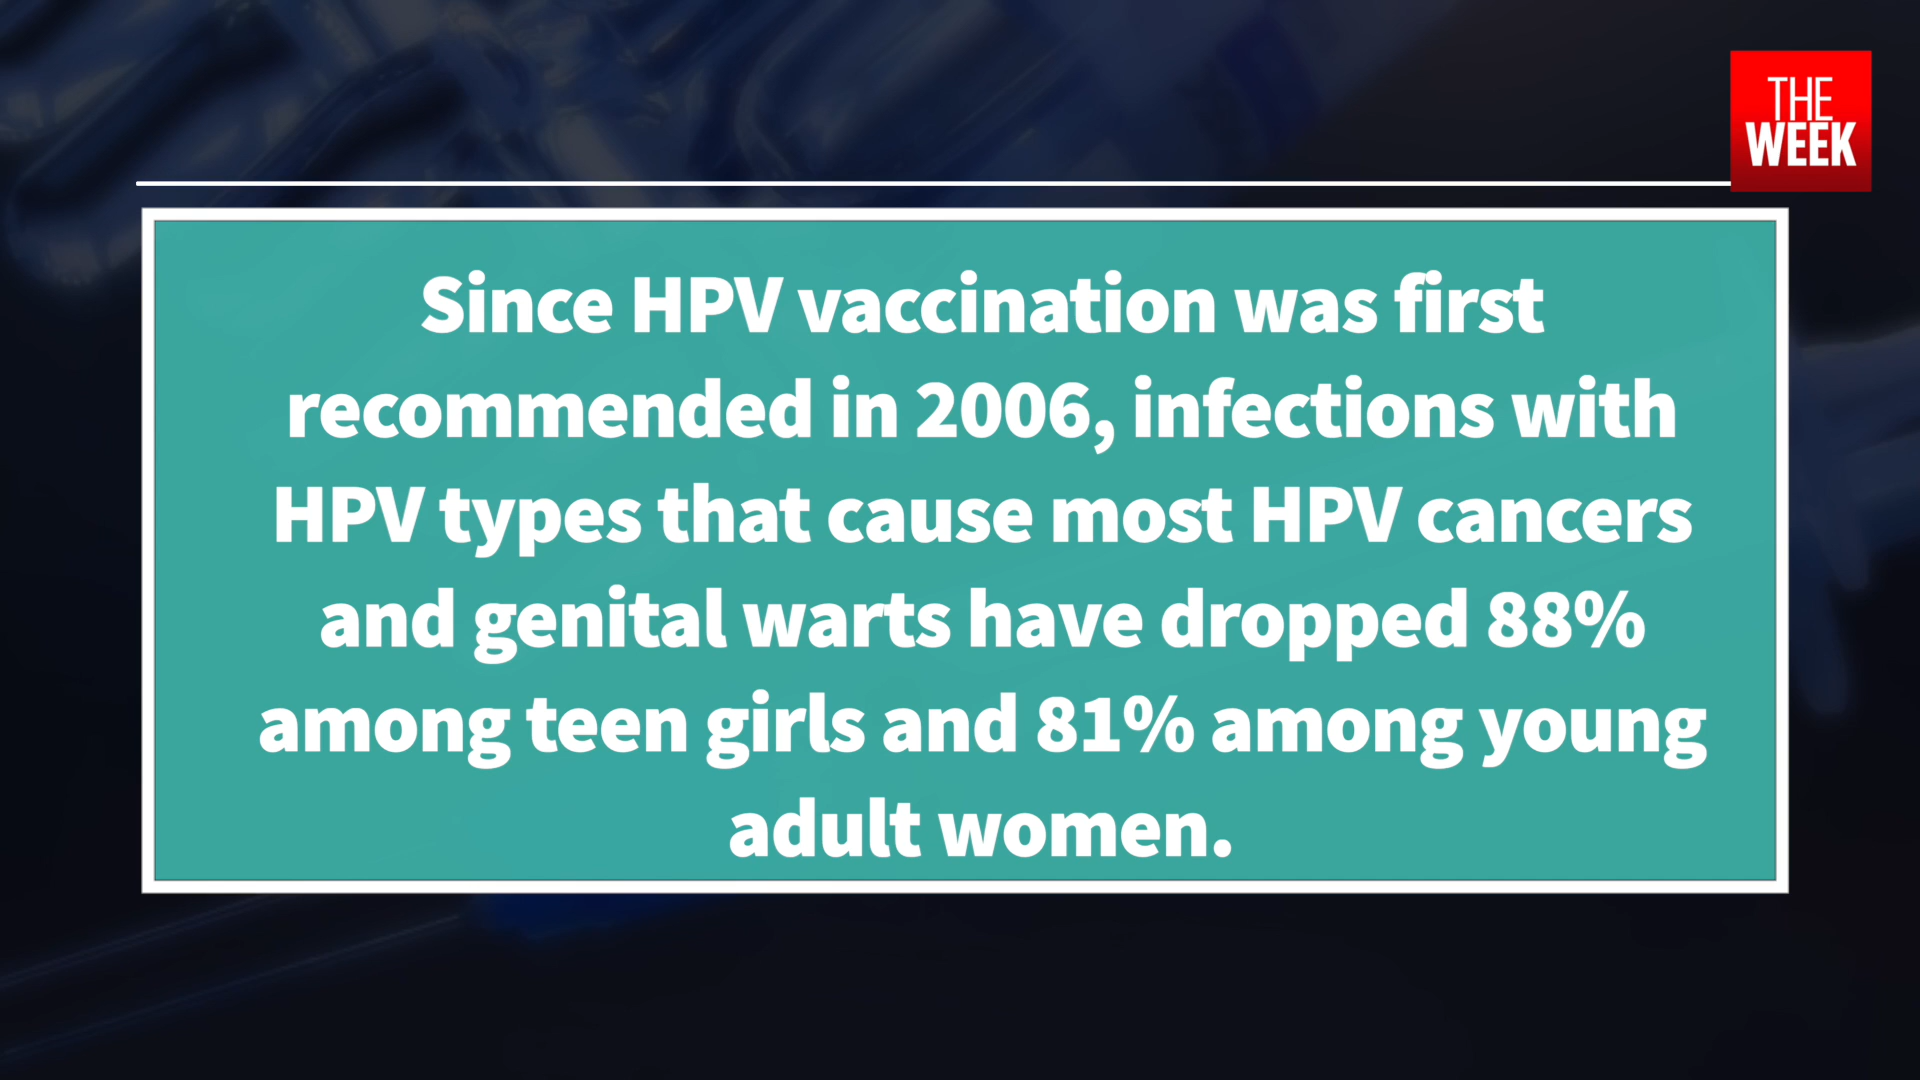 THE
WEEK
Since HPV vaccination was first
recommended in 2006, infections with
HPV types that cause most HPV cancers
and genital warts have dropped 88%
among teen girls and 81% among young
adult women.